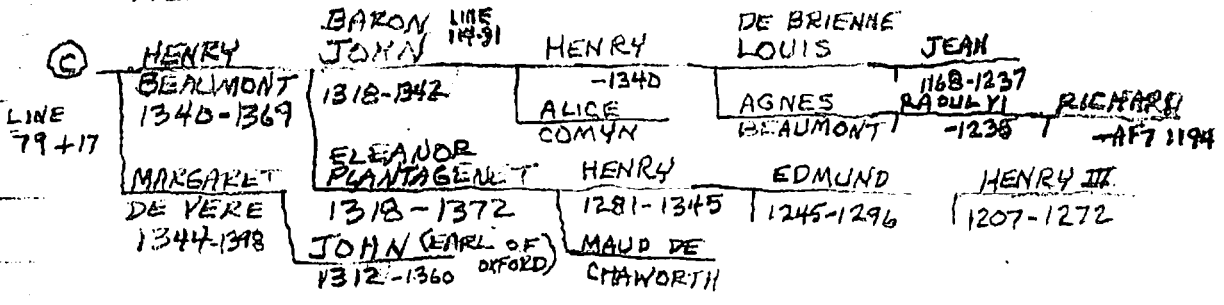 BARON LINE DE BRIENNE
C HENRY JOHN 114-91 HENRY LOUIS JEAN
BEAUMONT 1318-1342 -1340 1168-1237
LINE 1340-1369 ALICE AGNES RAOUL VI RICHARD
79+17 COMYN BEAUMONT -1238 -AFT 1194
ELEANOR
MARGARET PLANTAGENET HENRY EDMUND HENRY III
DE VERE 1318-1372 1281-1345 1245-1296 1207-1272
1344-1398 JOHN (EARL OF OXFORD) MAUD DE
1312-1360 CHAWORTH